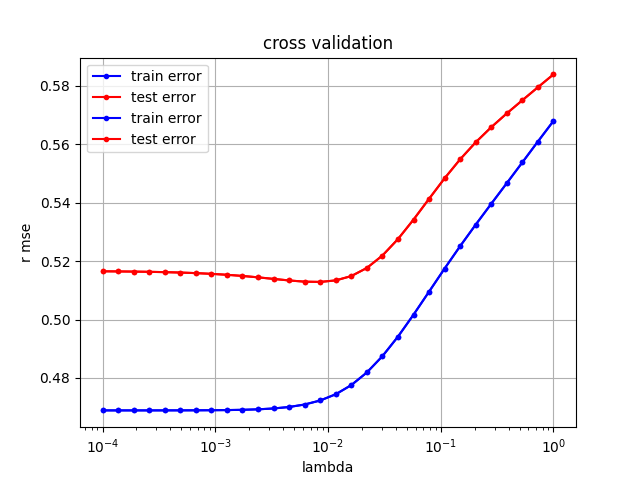 cross validation
train error
test error
train error
test error
r mse
0.58
0.56
0.54
0.52
0.50
0.48
10⁻⁴ 10⁻³ 10⁻² 10⁻¹ 10⁰
lambda